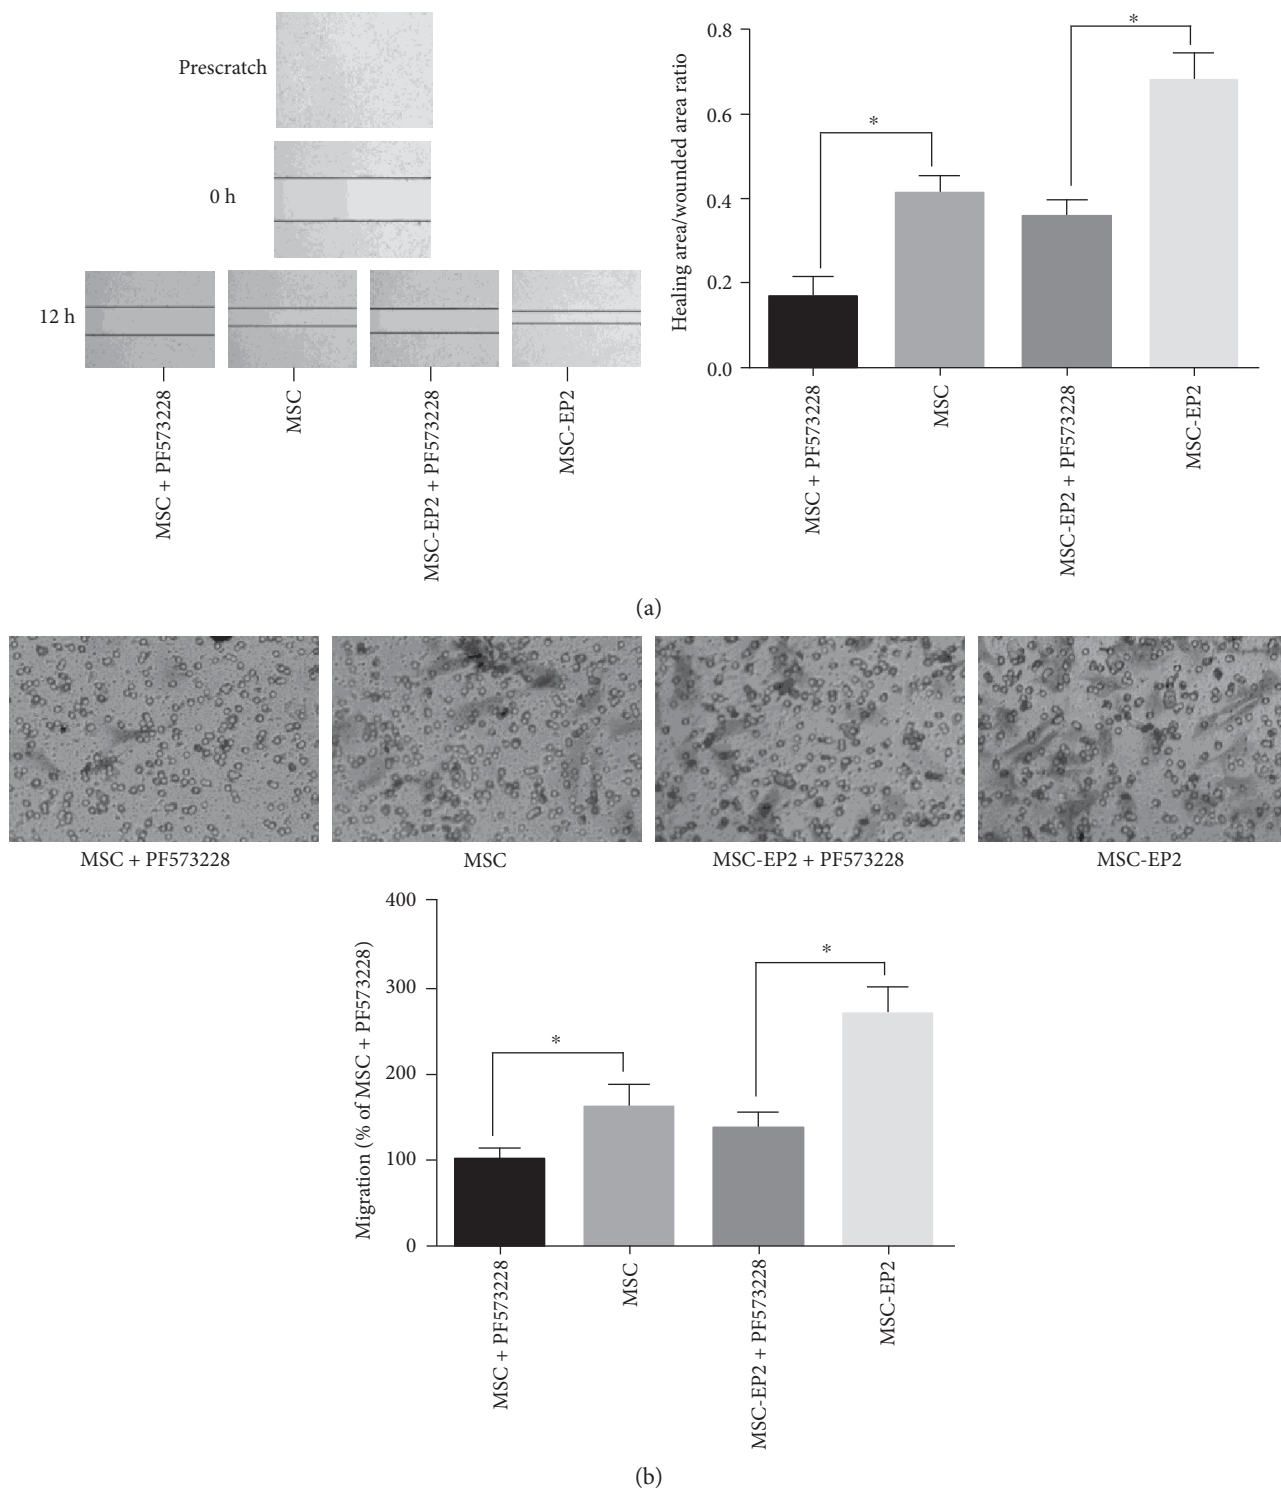 Prescratch
0 h
12 h
MSC + PF573228
MSC
MSC-EP2 + PF573228
MSC-EP2
Healing area/wounded area ratio
0.8
0.6
0.4
0.2
0.0
*
*
MSC + PF573228
MSC
MSC-EP2 + PF573228
MSC-EP2
(a)
MSC + PF573228
MSC
MSC-EP2 + PF573228
MSC-EP2
Migration (% of MSC + PF573228)
400
300
200
100
0
*
*
MSC + PF573228
MSC
MSC-EP2 + PF573228
MSC-EP2
(b)